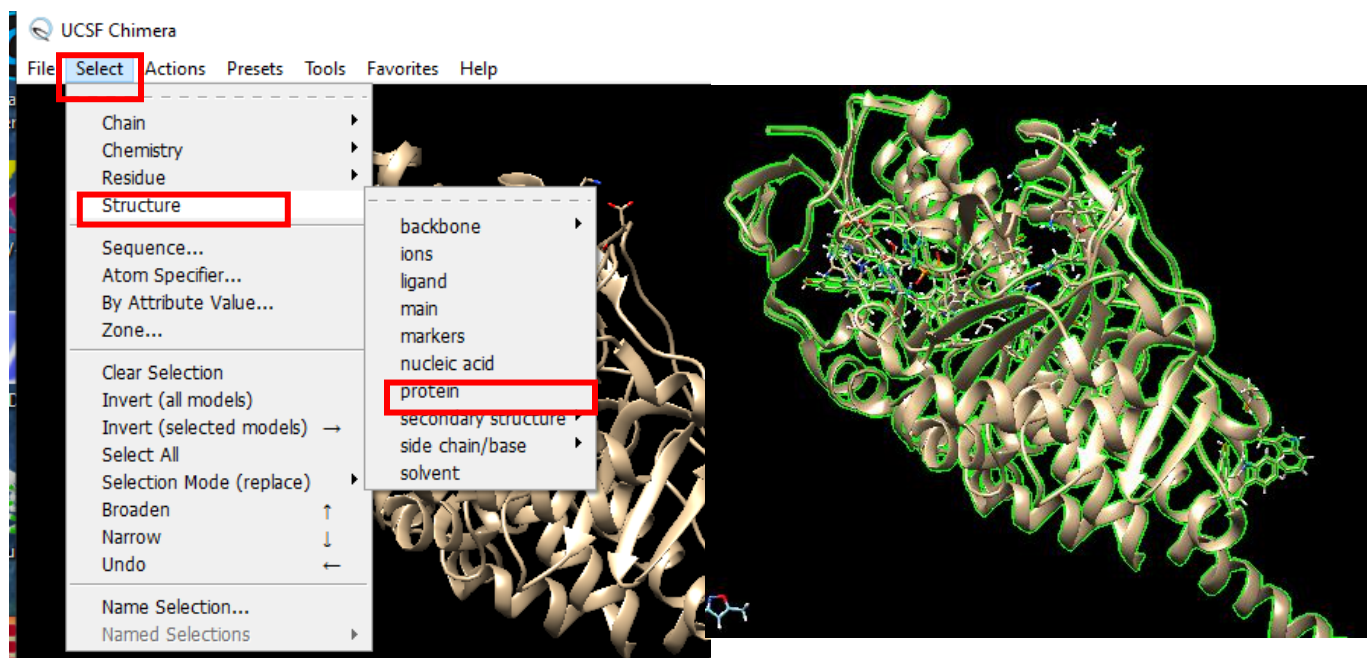 UCSF Chimera
File Select Actions Presets Tools Favorites Help
Chain
Chemistry
Residue
Structure
Sequence...
Atom Specifier...
By Attribute Value...
Zone...
Clear Selection
Invert (all models)
Invert (selected models) →
Select All
Selection Mode (replace)
Broaden ↑
Narrow ↓
Undo ←
Name Selection...
Named Selections
backbone
ions
ligand
main
markers
nucleic acid
protein
secondary structure
side chain/base
solvent